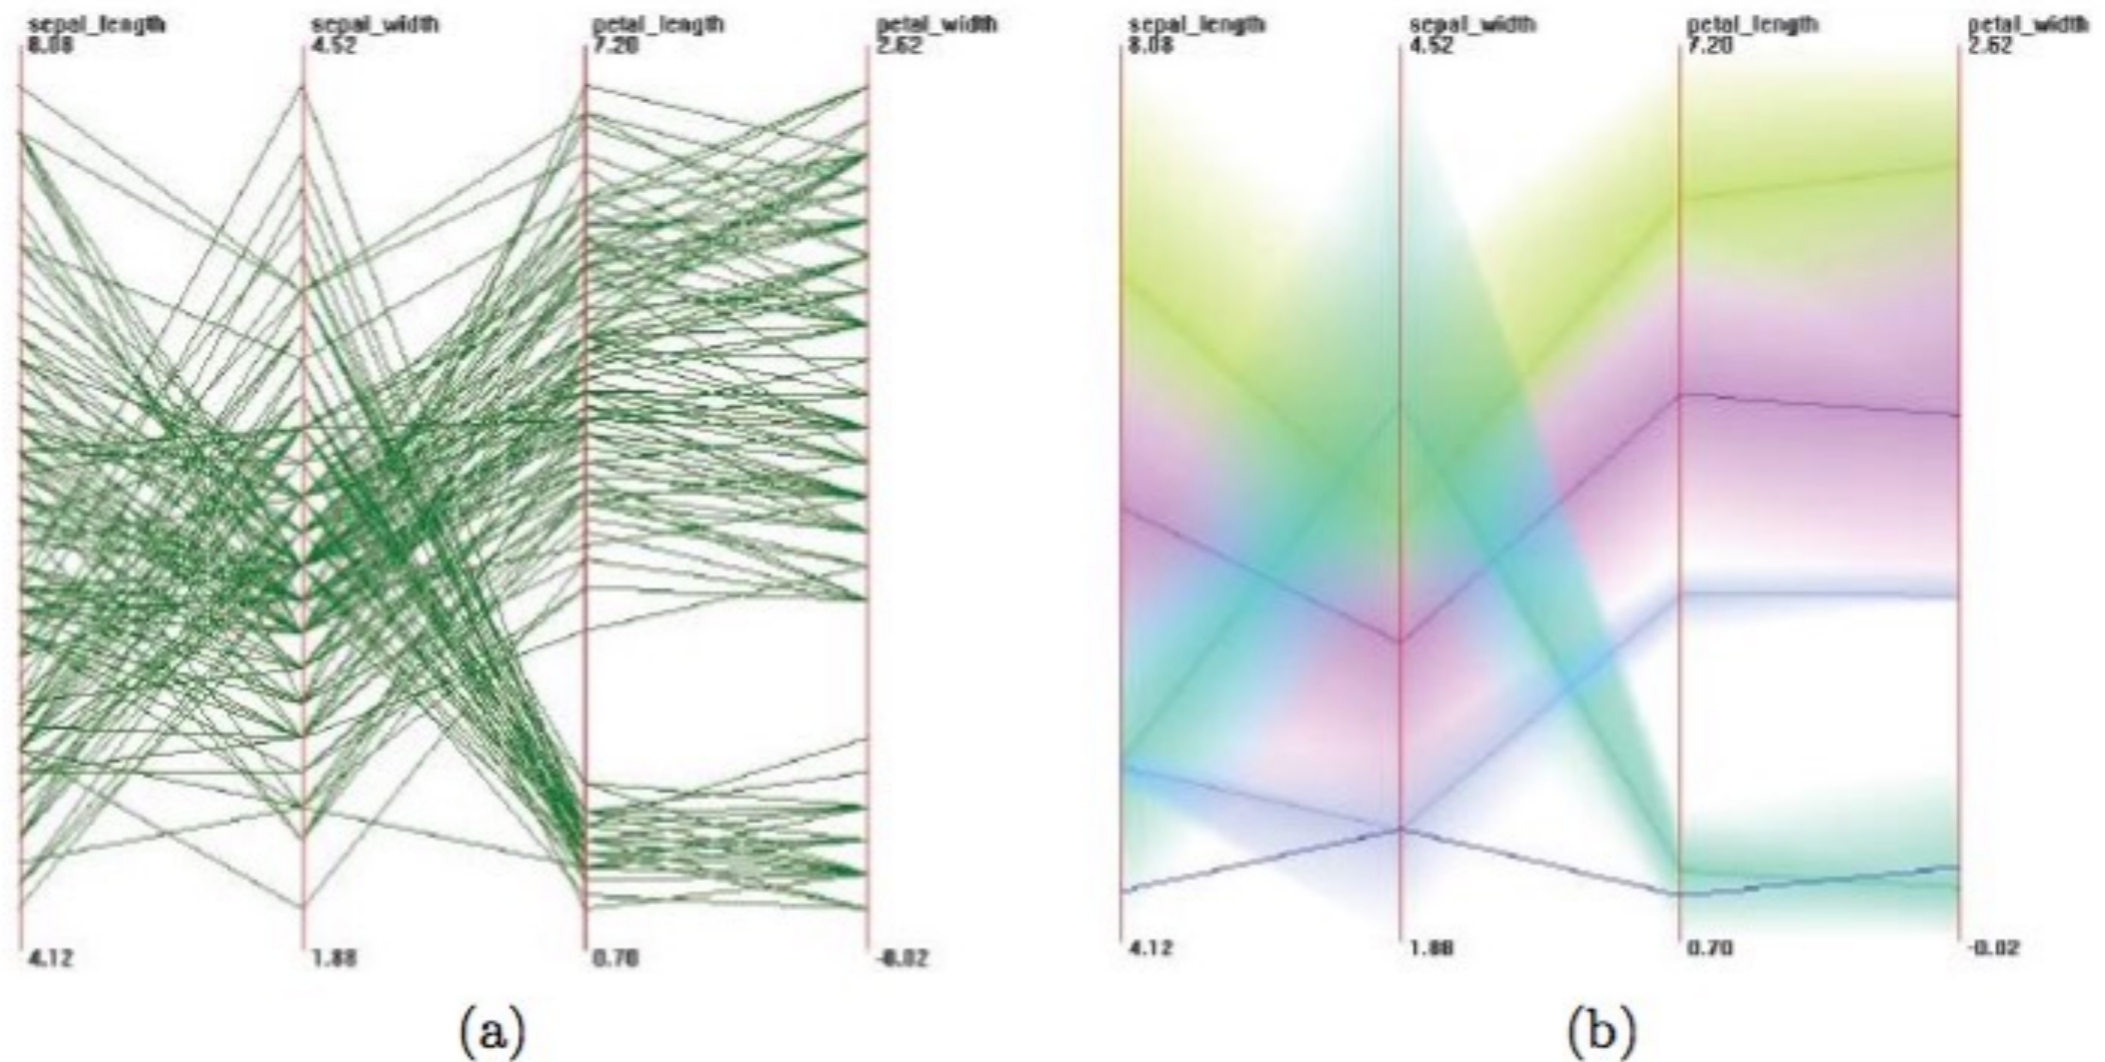 sepal_length sepal_width petal_length petal_width
8.08 4.52 7.20 2.62
4.12 1.88 0.70 -0.02
(a)
sepal_length sepal_width petal_length petal_width
8.08 4.52 7.20 2.62
4.12 1.88 0.70 -0.02
(b)